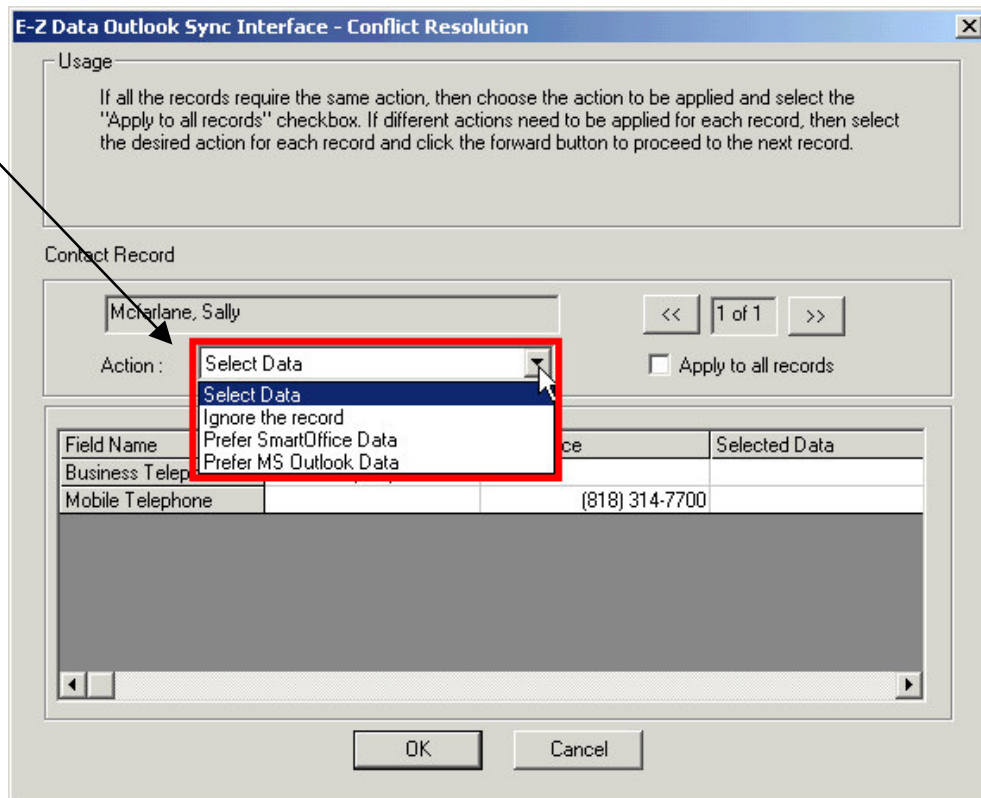 E-Z Data Outlook Sync Interface - Conflict Resolution
Usage
If all the records require the same action, then choose the action to be applied and select the
"Apply to all records" checkbox. If different actions need to be applied for each record, then select
the desired action for each record and click the forward button to proceed to the next record.
Contact Record
Mcfarlane, Sally
<< 1 of 1 >>
Action : Select Data
Apply to all records
Select Data
Ignore the record
Prefer SmartOffice Data
Prefer MS Outlook Data
Field Name ce Selected Data
Business Telep
Mobile Telephone (818) 314-7700
OK Cancel